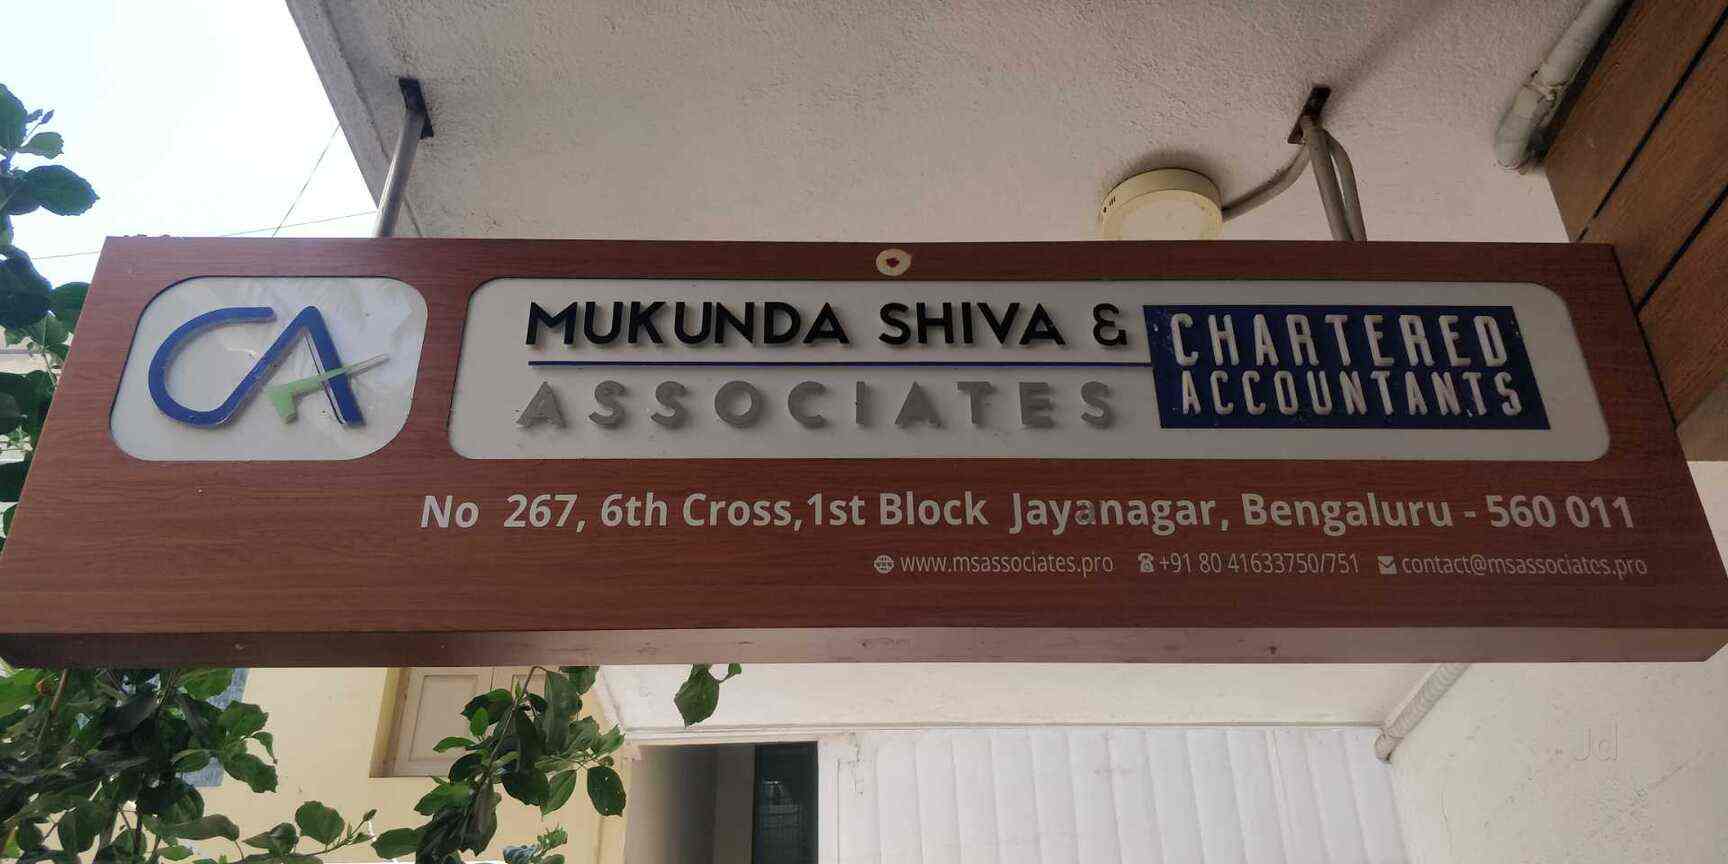 CA
MUKUNDA SHIVA &
ASSOCIATES
CHARTERED
ACCOUNTANTS
No 267, 6th Cross,1st Block Jayanagar, Bengaluru - 560 011
www.msassociates.pro +91 80 41633750/751 contact@msassociates.pro
Jd